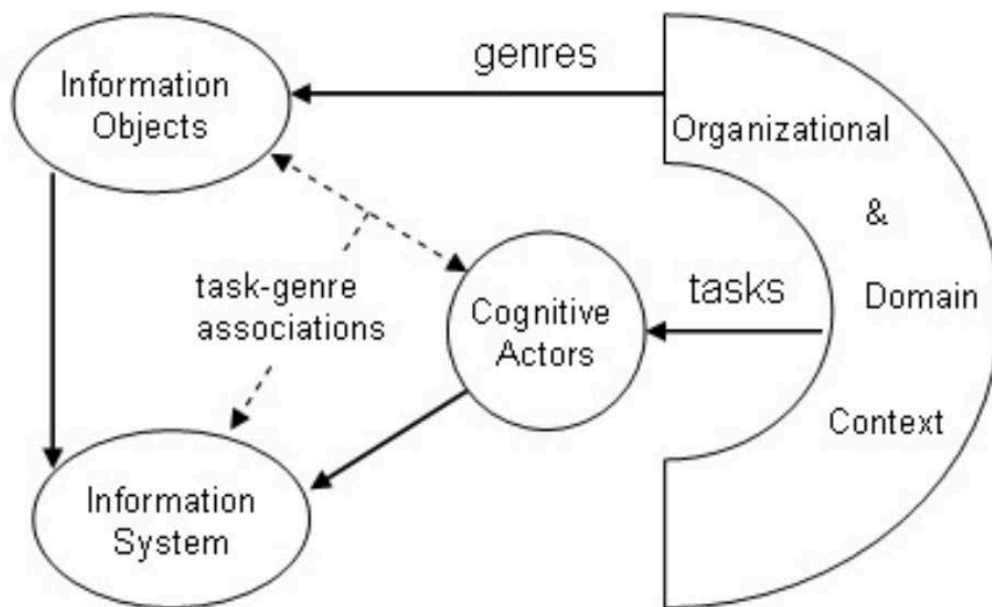 genres
Information
Objects
Organizational
&
Domain
Context
task-genre
associations
Cognitive
Actors
tasks
Information
System